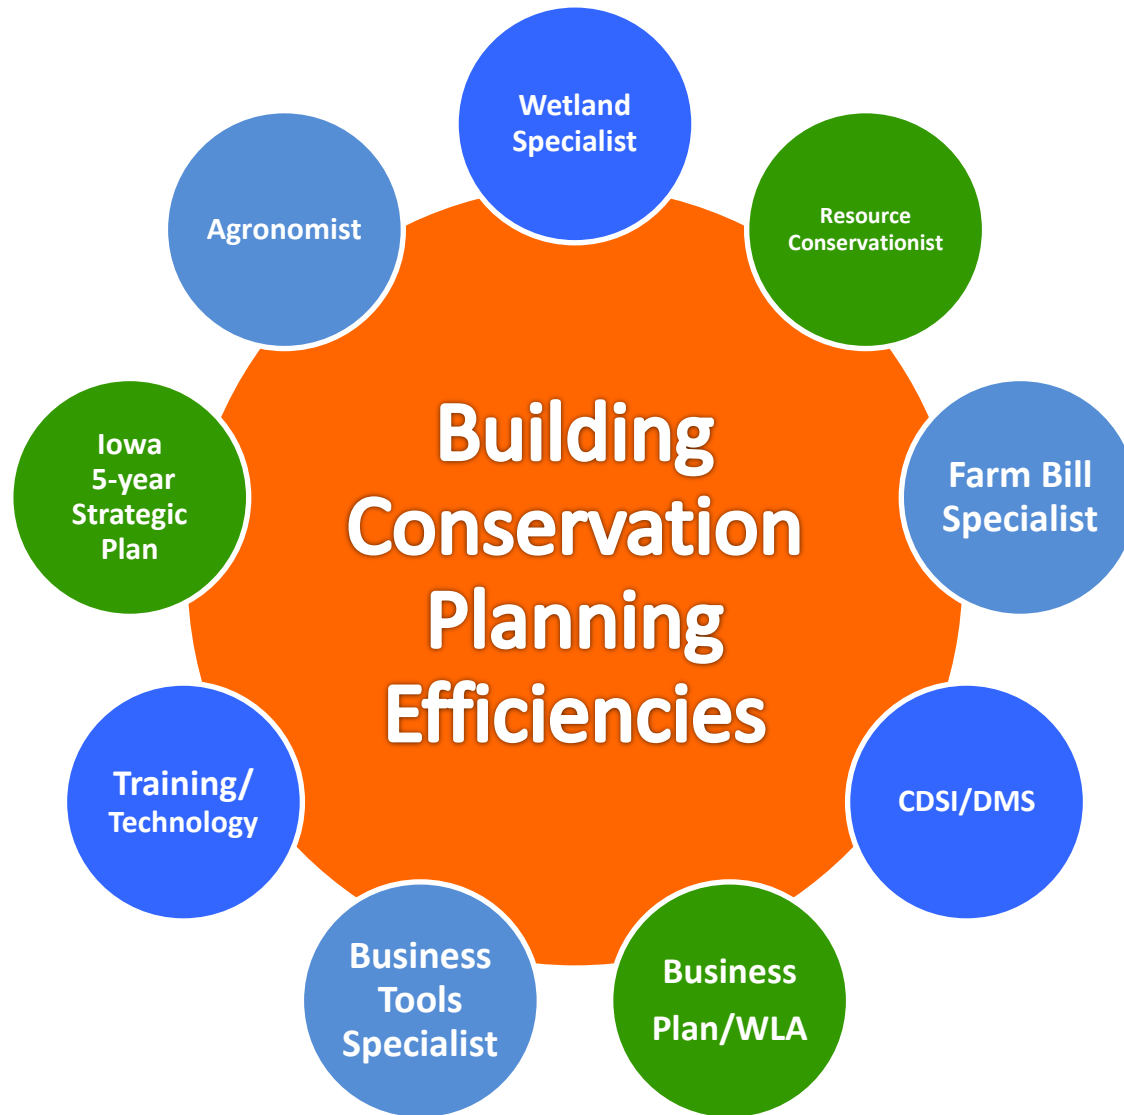 Wetland
Specialist
Resource
Conservationist
Farm Bill
Specialist
CDSI/DMS
Business
Plan/WLA
Business
Tools
Specialist
Training/
Technology
Iowa
5-year
Strategic
Plan
Agronomist
Building
Conservation
Planning
Efficiencies